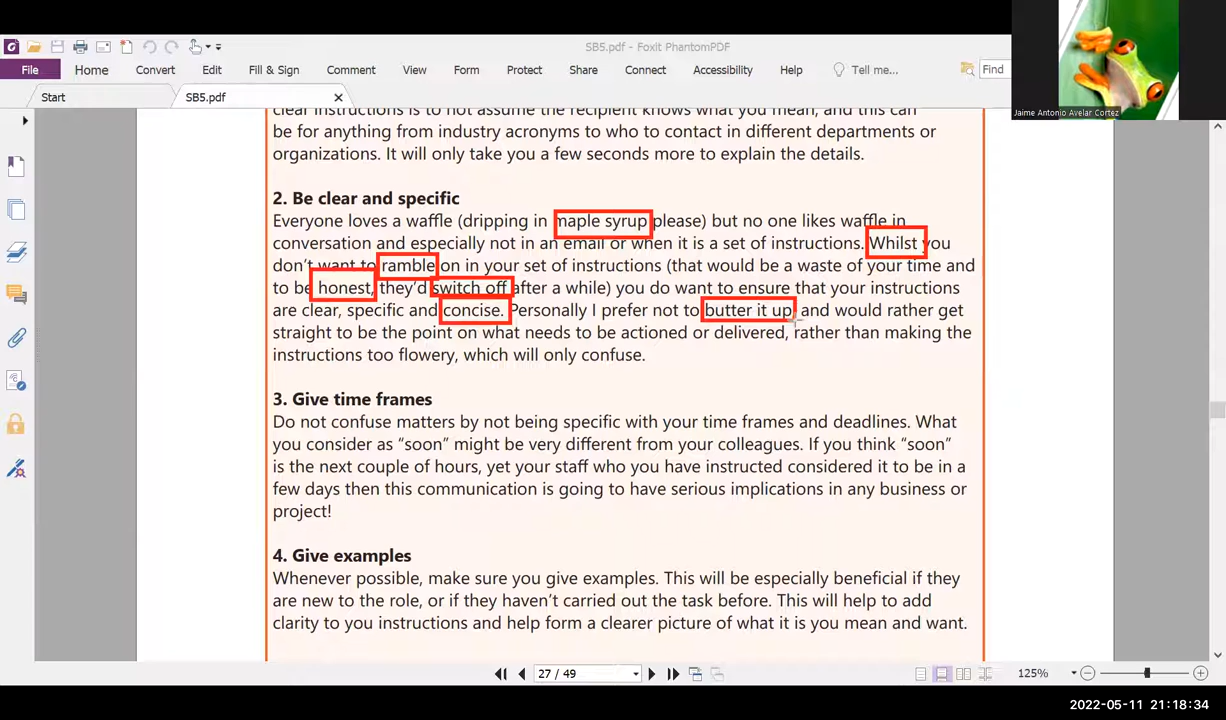 SB5.pdf - Foxit PhantomPDF
File Home Convert Edit Fill & Sign Comment View Form Protect Share Connect Accessibility Help Tell me... Find
Start SB5.pdf
Jaime Antonio Avelar Cortez
clear instructions is to not assume the recipient knows what you mean, and this can
be for anything from industry acronyms to who to contact in different departments or
organizations. It will only take you a few seconds more to explain the details.
2. Be clear and specific
Everyone loves a waffle (dripping in maple syrup please) but no one likes waffle in
conversation and especially not in an email or when it is a set of instructions. Whilst you
don't want to ramble on in your set of instructions (that would be a waste of your time and
to be honest, they'd switch off after a while) you do want to ensure that your instructions
are clear, specific and concise. Personally I prefer not to butter it up, and would rather get
straight to be the point on what needs to be actioned or delivered, rather than making the
instructions too flowery, which will only confuse.
3. Give time frames
Do not confuse matters by not being specific with your time frames and deadlines. What
you consider as “soon” might be very different from your colleagues. If you think “soon”
is the next couple of hours, yet your staff who you have instructed considered it to be in a
few days then this communication is going to have serious implications in any business or
project!
4. Give examples
Whenever possible, make sure you give examples. This will be especially beneficial if they
are new to the role, or if they haven't carried out the task before. This will help to add
clarity to you instructions and help form a clearer picture of what it is you mean and want.
27 / 49
125%
2022-05-11 21:18:34